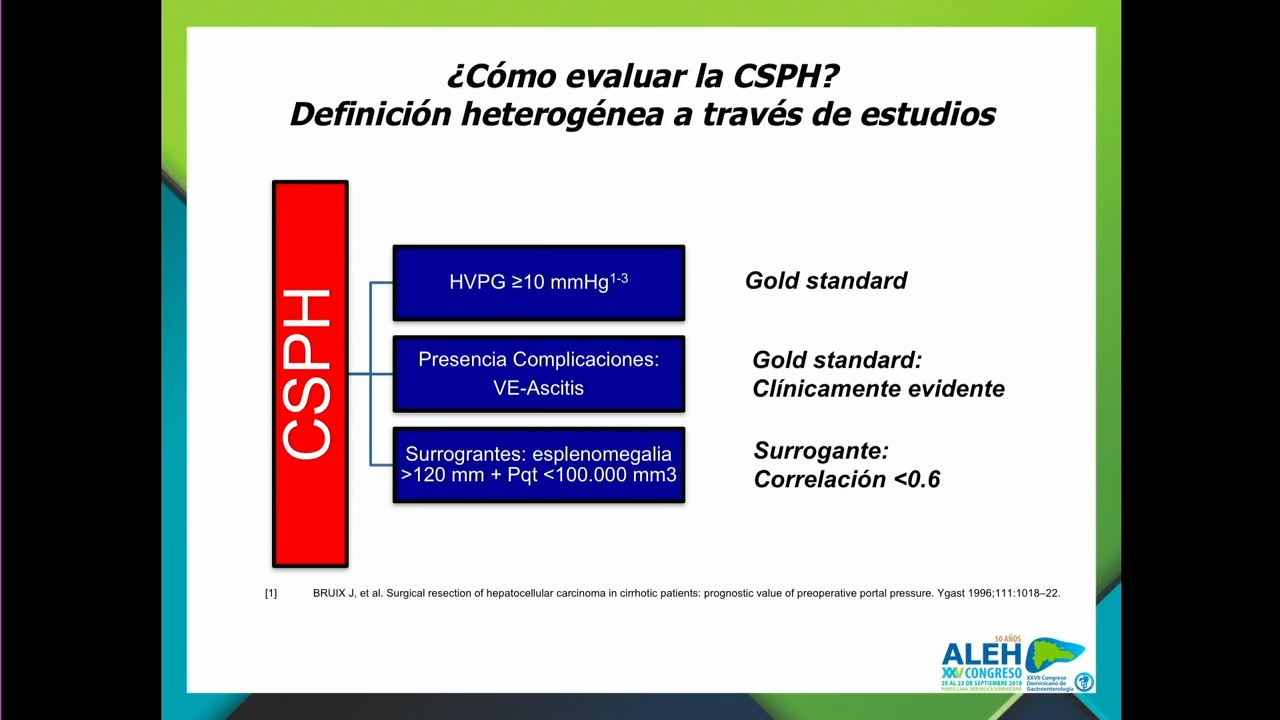 ¿Cómo evaluar la CSPH?
Definición heterogénea a través de estudios
CSPH
HVPG ≥10 mmHg1-3
Gold standard
Presencia Complicaciones:
VE-Ascitis
Gold standard:
Clínicamente evidente
Surrograntes: esplenomegalia
>120 mm + Pqt <100.000 mm3
Surrogante:
Correlación <0.6
[1] BRUIX J, et al. Surgical resection of hepatocellular carcinoma in cirrhotic patients: prognostic value of preoperative portal pressure. Ygast 1996;111:1018–22.
50 AÑOS
ALEH
XXV CONGRESO
20 AL 23 DE SEPTIEMBRE 2018
PUNTA CANA, REPÚBLICA DOMINICANA
XXVII Congreso
Dominicano de
Gastroenterología